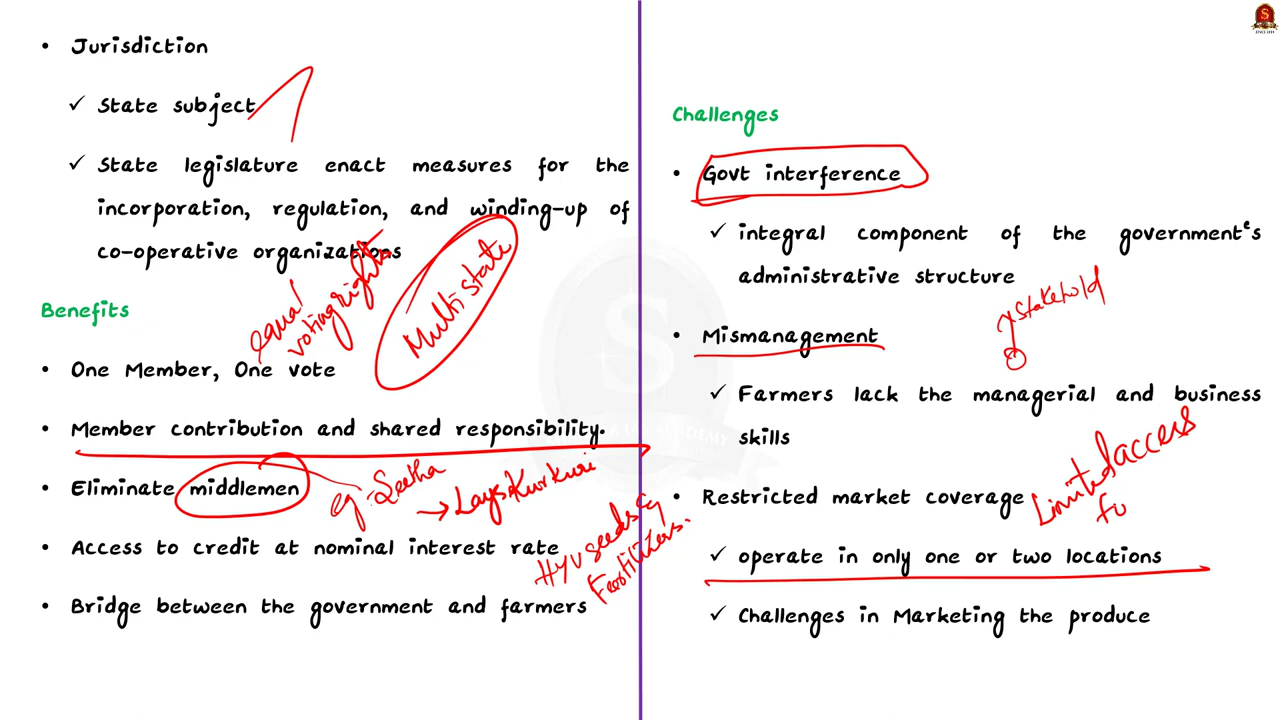 • Jurisdiction
✓ State subject
✓ State legislature enact measures for the
incorporation, regulation, and winding-up of
co-operative organizations
equal
voting rights
Multi state
Benefits
• One Member, One vote
• Member contribution and shared responsibility.
• Eliminate middlemen
eg:
→ Lays Kurkuri
• Access to credit at nominal interest rate
HYV seeds
Fertilizers.
• Bridge between the government and farmers
Challenges
• Govt interference
✓ integral component of the government's
administrative structure
stakehold
• Mismanagement
✓ Farmers lack the managerial and business
skills
• Restricted market coverage
Limited access
to
✓ operate in only one or two locations
✓ Challenges in Marketing the produce